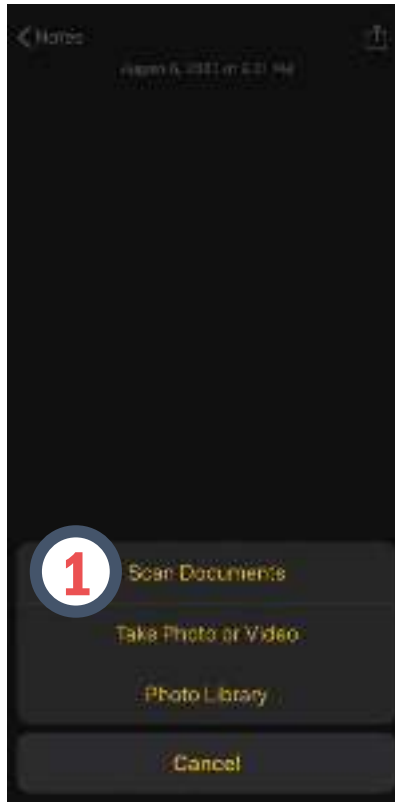 Notes
1
Scan Documents
Take Photo or Video
Photo Library
Cancel